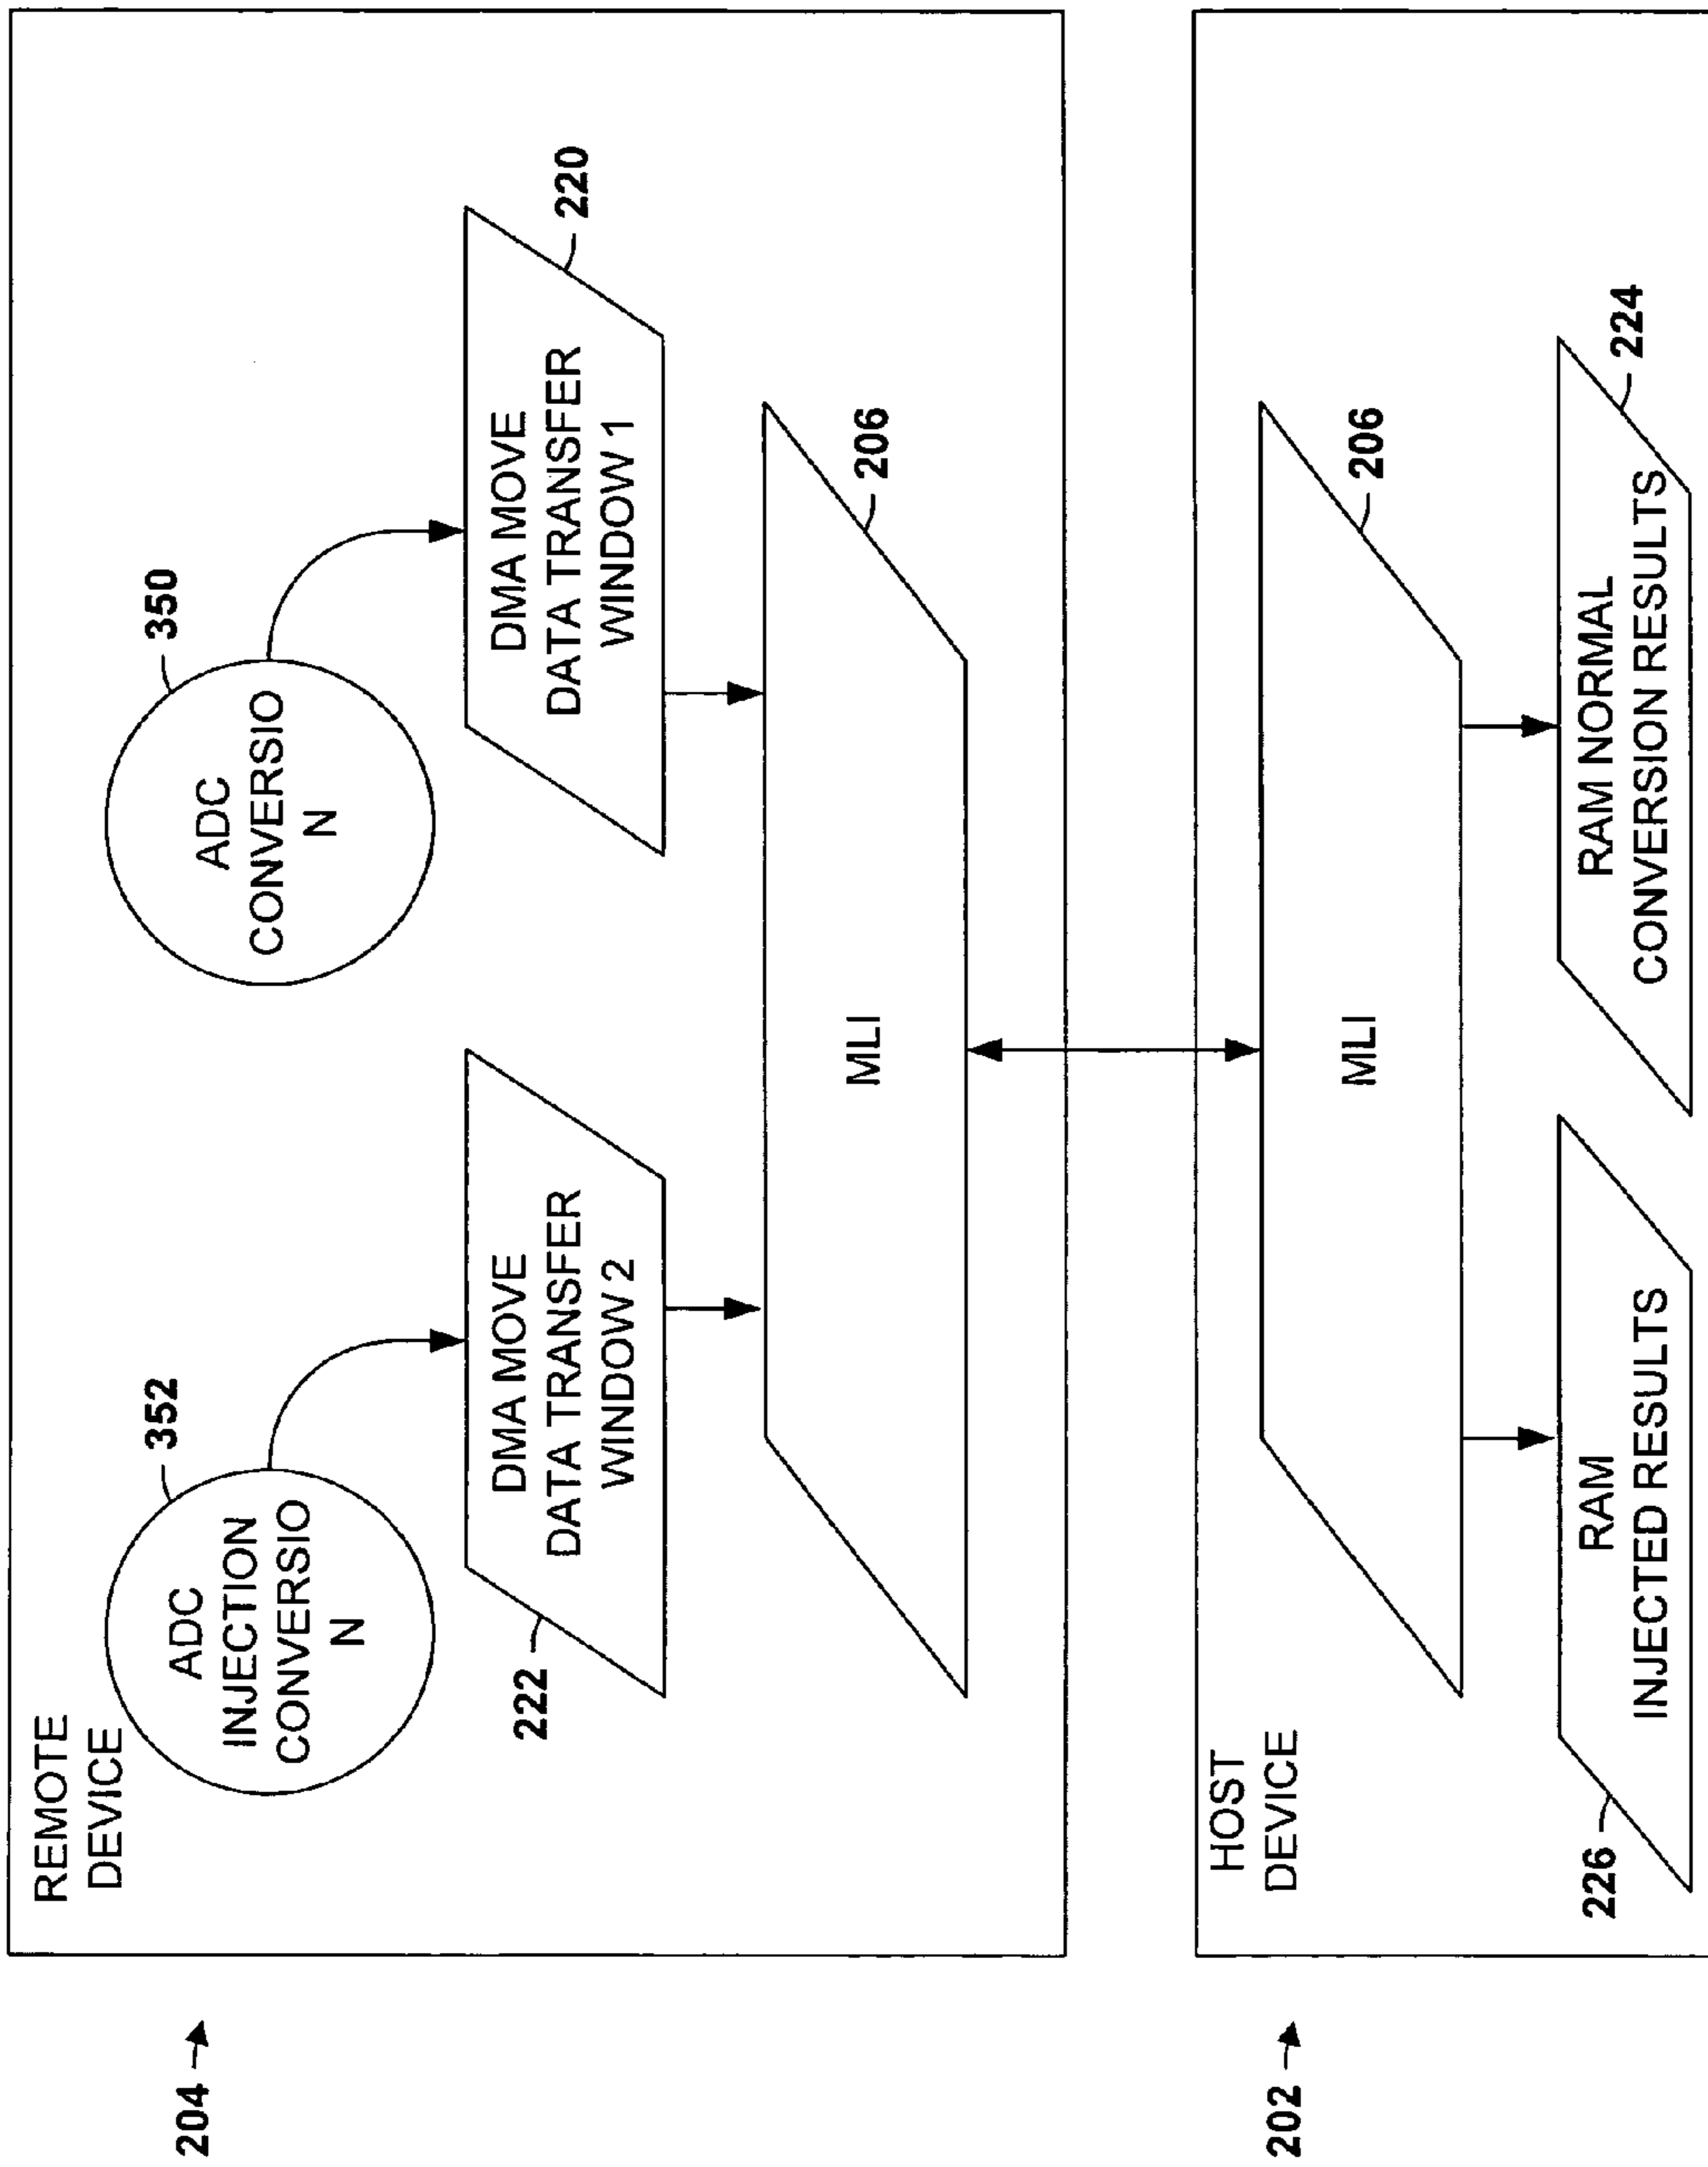 204
REMOTE
DEVICE
352
ADC
INJECTION
CONVERSIO
N
350
ADC
CONVERSIO
N
222
DMA MOVE
DATA TRANSFER
WINDOW 2
220
DMA MOVE
DATA TRANSFER
WINDOW 1
206
MLI
202
HOST
DEVICE
206
MLI
226
RAM
INJECTED RESULTS
224
RAM NORMAL
CONVERSION RESULTS